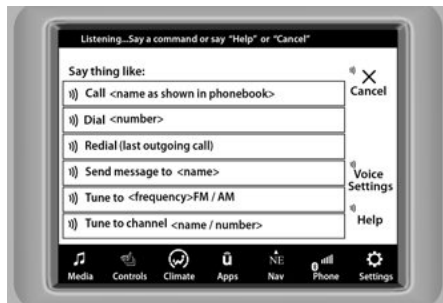 Listening...Say a command or say "Help" or "Cancel"
Say thing like:
Call <name as shown in phonebook>
Dial <number>
Redial (last outgoing call)
Send message to <name>
Tune to <frequency>FM / AM
Tune to channel <name / number>
Cancel
Voice
Settings
Help
NE
0
Media Controls Climate Apps Nav Phone Settings